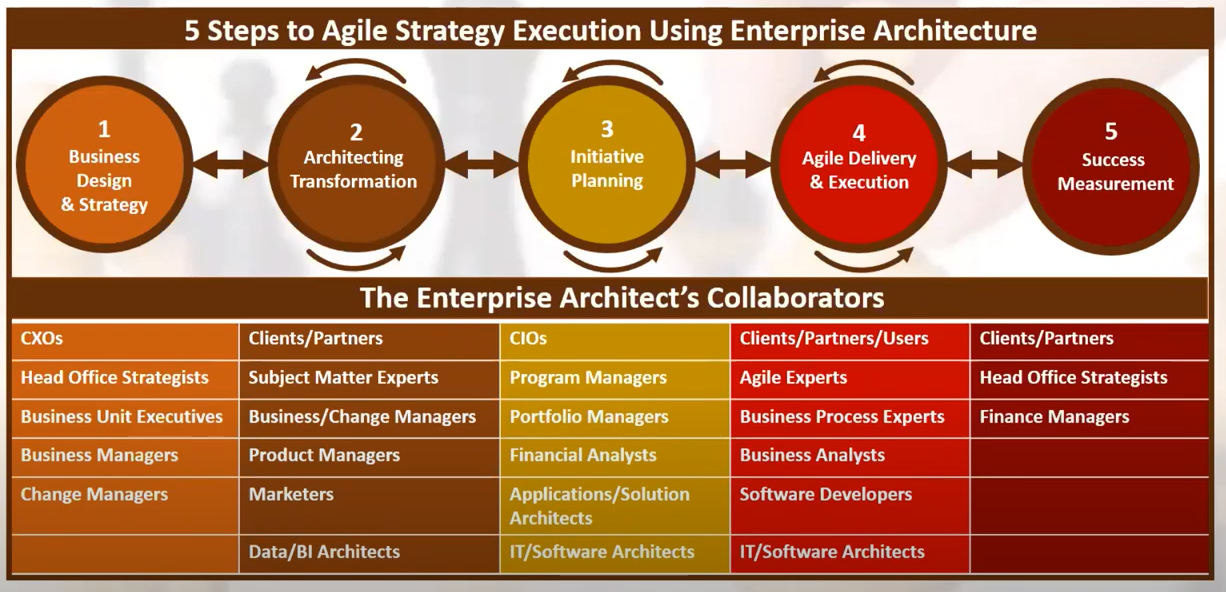 5 Steps to Agile Strategy Execution Using Enterprise Architecture
1
Business
Design
& Strategy
2
Architecting
Transformation
3
Initiative
Planning
4
Agile Delivery
& Execution
5
Success
Measurement
The Enterprise Architect's Collaborators
CXOs
Clients/Partners
CIOs
Clients/Partners/Users
Clients/Partners
Head Office Strategists
Subject Matter Experts
Program Managers
Agile Experts
Head Office Strategists
Business Unit Executives
Business/Change Managers
Portfolio Managers
Business Process Experts
Finance Managers
Business Managers
Product Managers
Financial Analysts
Business Analysts
Change Managers
Marketers
Applications/Solution
Architects
Software Developers
Data/BI Architects
IT/Software Architects
IT/Software Architects